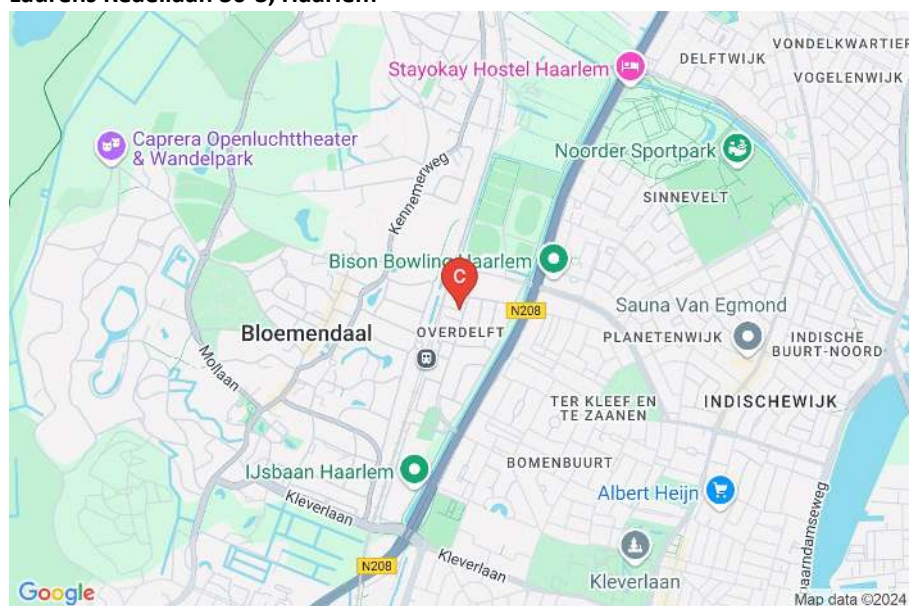 Haarlem
VONDELKWARTIER
DELFTWIJK
Stayokay Hostel Haarlem
VOGELENWIJK
Caprera Openluchttheater
& Wandelpark
Noorder Sportpark
Kennemerweg
SINNEVELT
Bison Bowling Haarlem
C
N208
Sauna Van Egmond
Bloemendaal
OVERDELFT
PLANETENWIJK
INDISCHE
BUURT-NOORD
Mollaan
TER KLEEF EN
TE ZAANEN
INDISCHEWIJK
BOMENBUURT
IJsbaan Haarlem
Albert Heijn
Kleverlaan
Kleverlaan
N208
Kleverlaan
Google
Map data ©2024